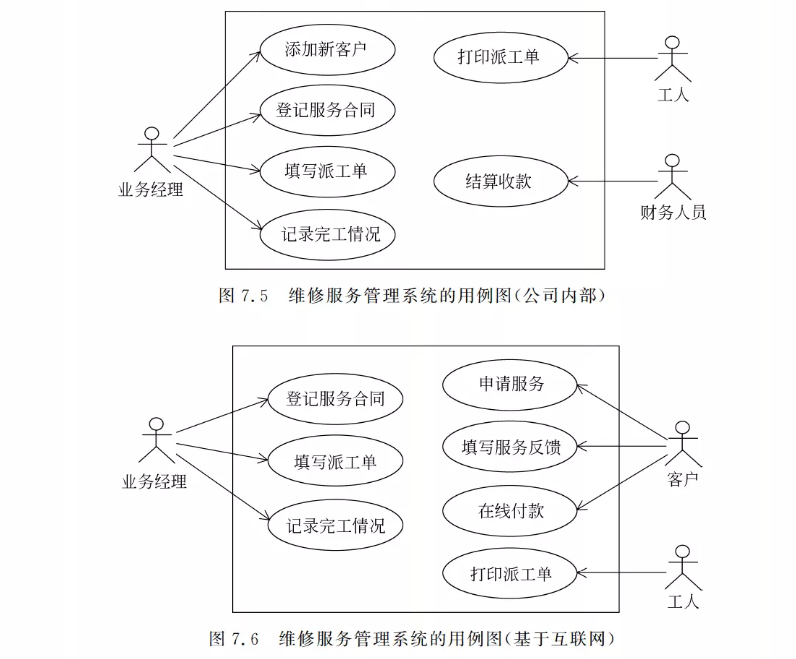 添加新客户
打印派工单
工人
登记服务合同
业务经理
填写派工单
结算收款
财务人员
记录完工情况
图 7.5 维修服务管理系统的用例图(公司内部)
登记服务合同
申请服务
业务经理
填写派工单
填写服务反馈
客户
记录完工情况
在线付款
打印派工单
工人
图 7.6 维修服务管理系统的用例图(基于互联网)